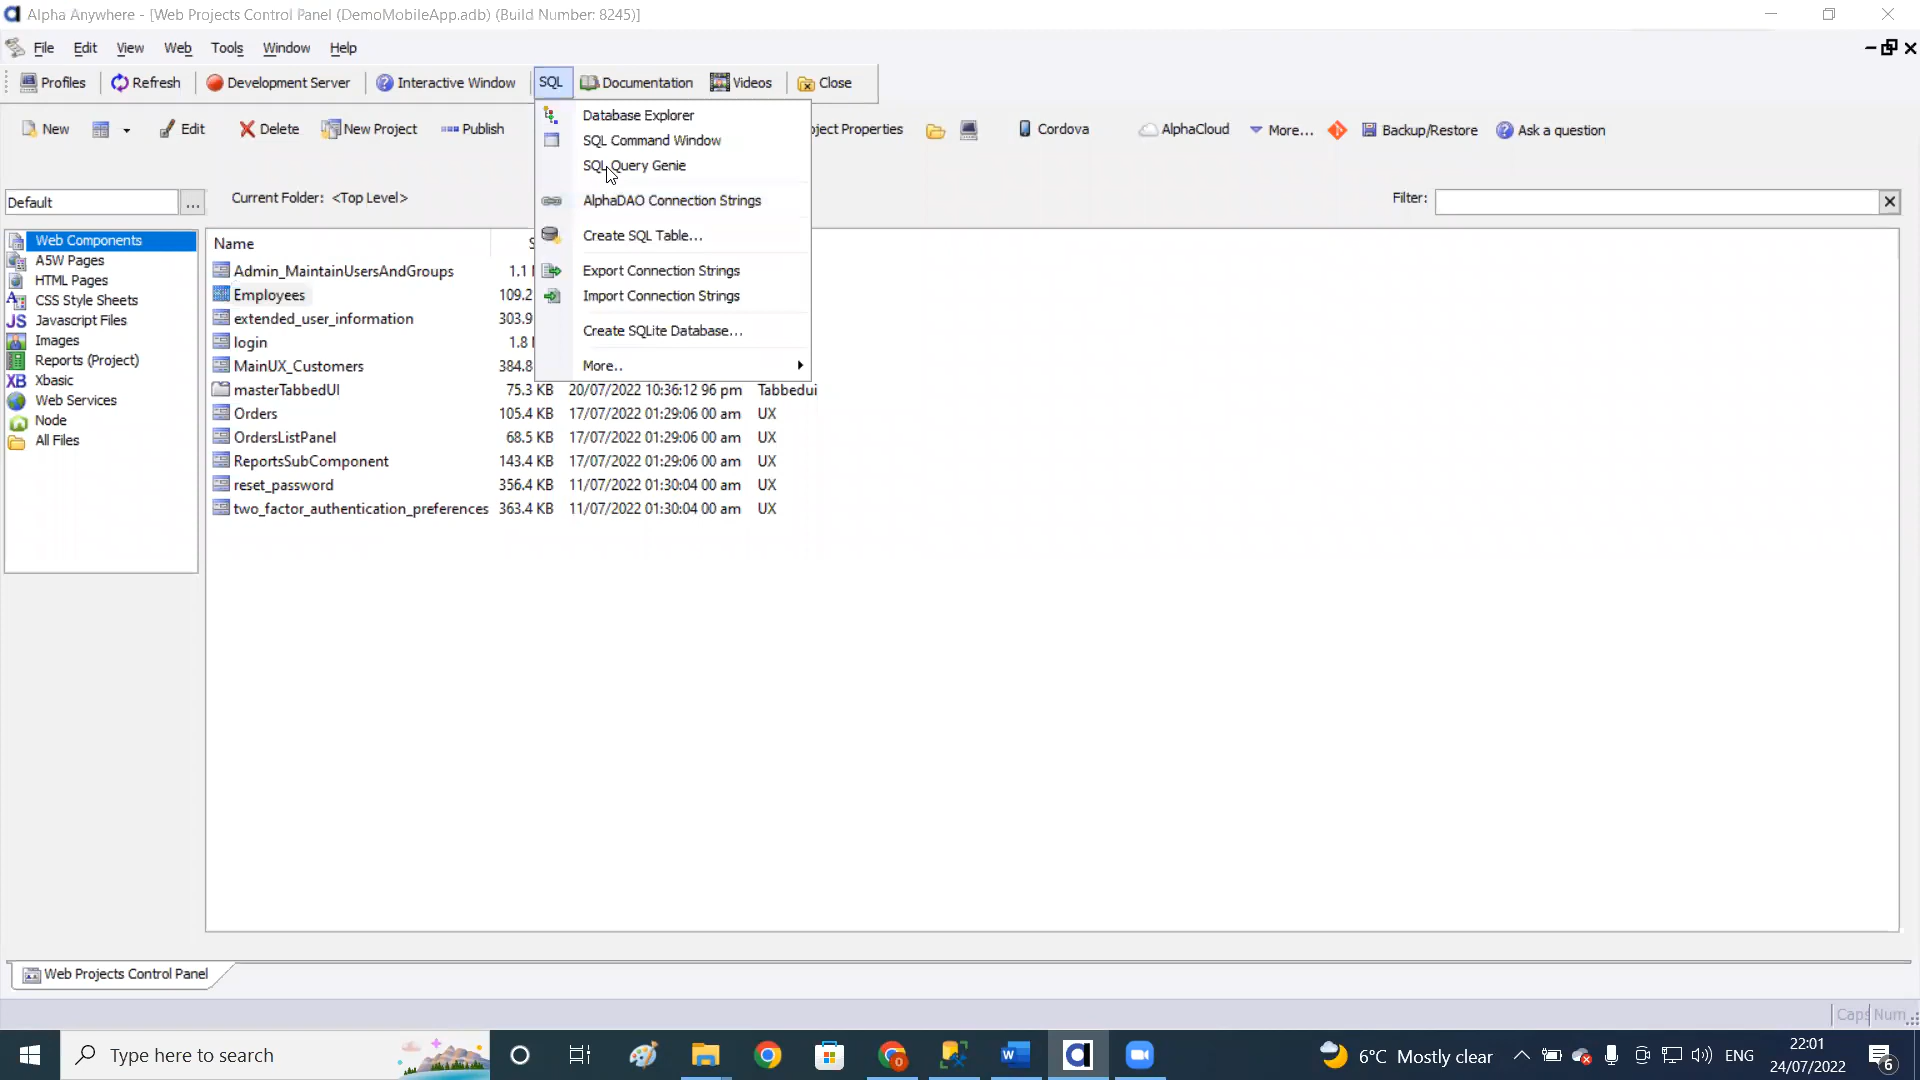 Alpha Anywhere - [Web Projects Control Panel (DemoMobileApp.adb) (Build Number: 8245)]
File Edit View Web Tools Window Help
Profiles Refresh Development Server Interactive Window SQL Documentation Videos Close
New Edit Delete New Project Publish oject Properties Cordova AlphaCloud More... Backup/Restore Ask a question
Database Explorer
SQL Command Window
SQL Query Genie
AlphaDAO Connection Strings
Create SQL Table...
Export Connection Strings
Import Connection Strings
Create SQLite Database...
More..
Default ... Current Folder: <Top Level> Filter:
Web Components
A5W Pages
HTML Pages
CSS Style Sheets
JS Javascript Files
Images
Reports (Project)
XB Xbasic
Web Services
Node
All Files
Name S
Admin_MaintainUsersAndGroups 1.1
Employees 109.2
extended_user_information 303.9
login 1.8
MainUX_Customers 384.8
masterTabbedUI 75.3 KB 20/07/2022 10:36:12 96 pm Tabbedui
Orders 105.4 KB 17/07/2022 01:29:06 00 am UX
OrdersListPanel 68.5 KB 17/07/2022 01:29:06 00 am UX
ReportsSubComponent 143.4 KB 17/07/2022 01:29:06 00 am UX
reset_password 356.4 KB 11/07/2022 01:30:04 00 am UX
two_factor_authentication_preferences 363.4 KB 11/07/2022 01:30:04 00 am UX
Web Projects Control Panel
Caps Num
Type here to search
6°C Mostly clear
ENG
22:01
24/07/2022
6